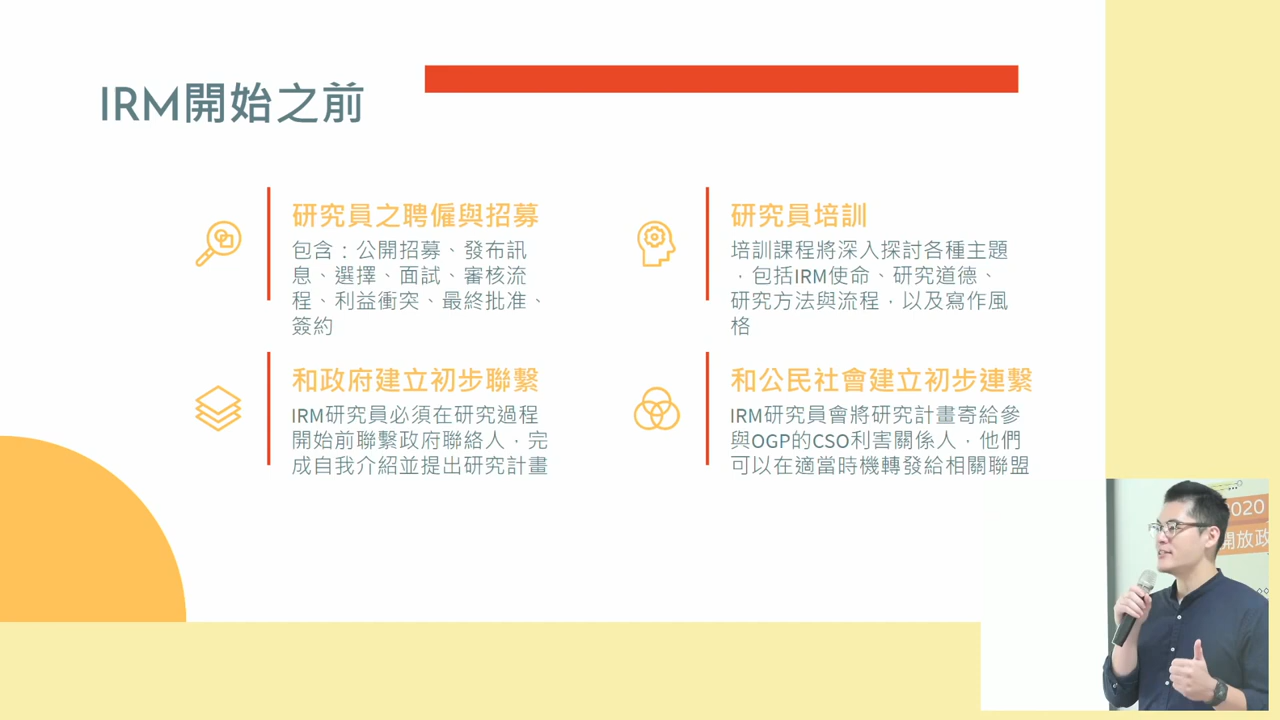 IRM開始之前
研究員之聘僱與招募
包含：公開招募、發布訊
息、選擇、面試、審核流
程、利益衝突、最終批准、
簽約
研究員培訓
培訓課程將深入探討各種主題
，包括IRM使命、研究道德、
研究方法與流程，以及寫作風
格
和政府建立初步聯繫
IRM研究員必須在研究過程
開始前聯繫政府聯絡人，完
成自我介紹並提出研究計畫
和公民社會建立初步連繫
IRM研究員會將研究計畫寄給參
與OGP的CSO利害關係人，他們
可以在適當時機轉發給相關聯盟
2020
開放政